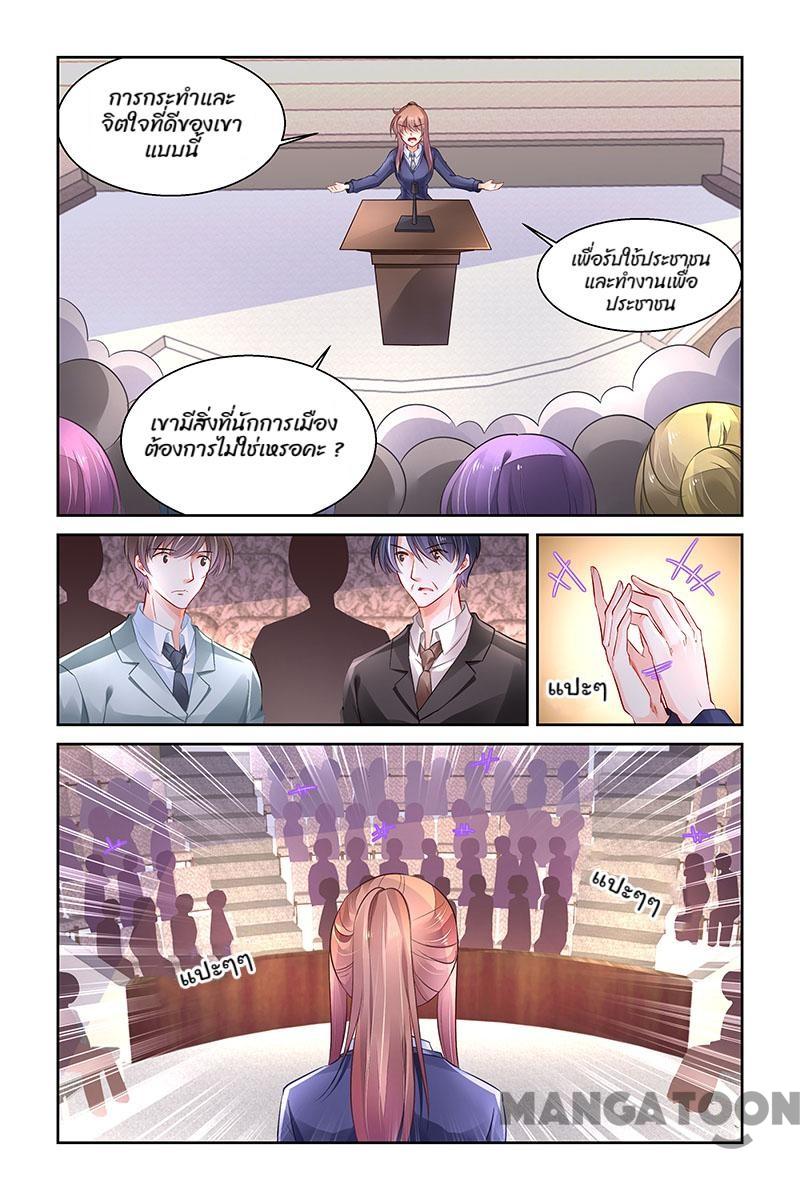 การกระทำและ
จิตใจที่ดีของเขา
แบบนี้
เพื่อรับใช้ประชาชน
และทำงานเพื่อ
ประชาชน
เขามีสิ่งที่นักการเมือง
ต้องการไม่ใช่เหรอคะ ?
แปะๆ
แปะๆๆ
แปะๆๆ
MANGATOON